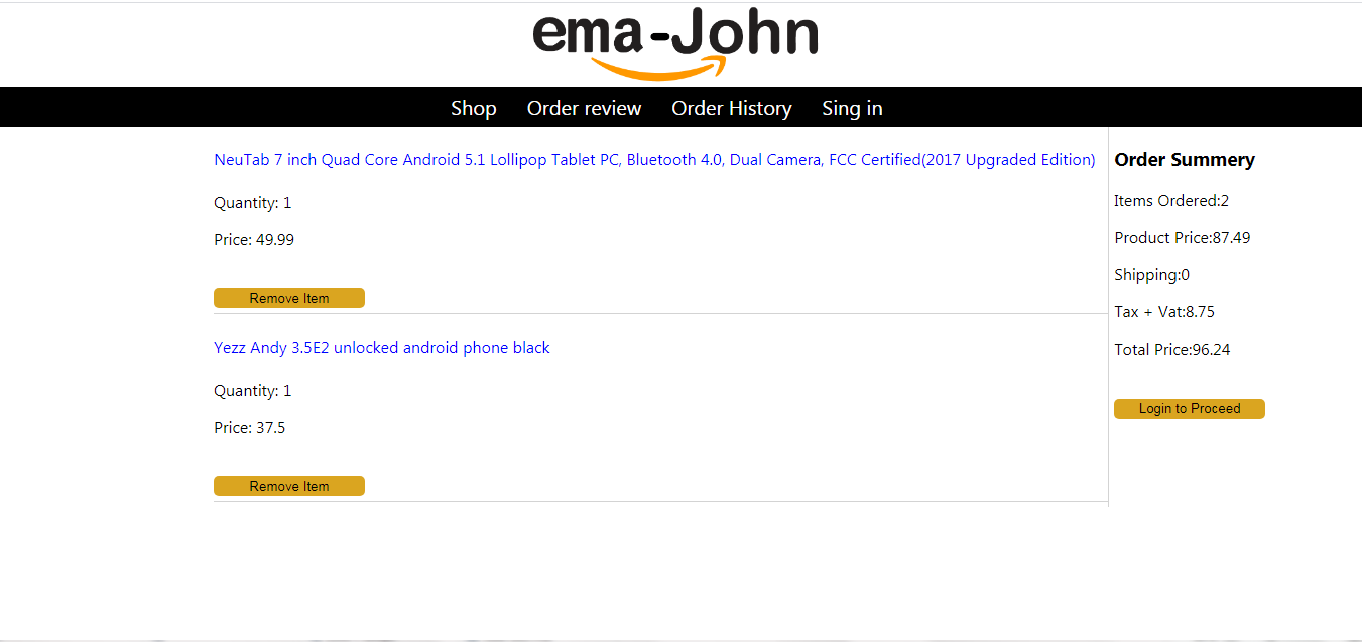 ema-John
Shop Order review Order History Sing in
NeuTab 7 inch Quad Core Android 5.1 Lollipop Tablet PC, Bluetooth 4.0, Dual Camera, FCC Certified(2017 Upgraded Edition)
Quantity: 1
Price: 49.99
Remove Item
Yezz Andy 3.5E2 unlocked android phone black
Quantity: 1
Price: 37.5
Remove Item
Order Summery
Items Ordered:2
Product Price:87.49
Shipping:0
Tax + Vat:8.75
Total Price:96.24
Login to Proceed